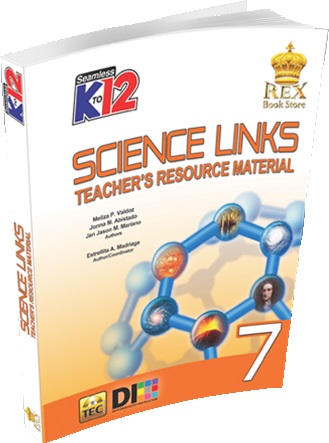 Seamless
K TO 12
REX
Book Store
SCIENCE LINKS
TEACHER'S RESOURCE MATERIAL
Meliza P. Valdoz
Jonna M. Abistado
Jan Jason M. Mariano
Authors
Estrellita A. Madriaga
Author/Coordinator
7
TEC
DI
SCIENCE LINKS
TEACHER'S RESOURCE MATERIAL